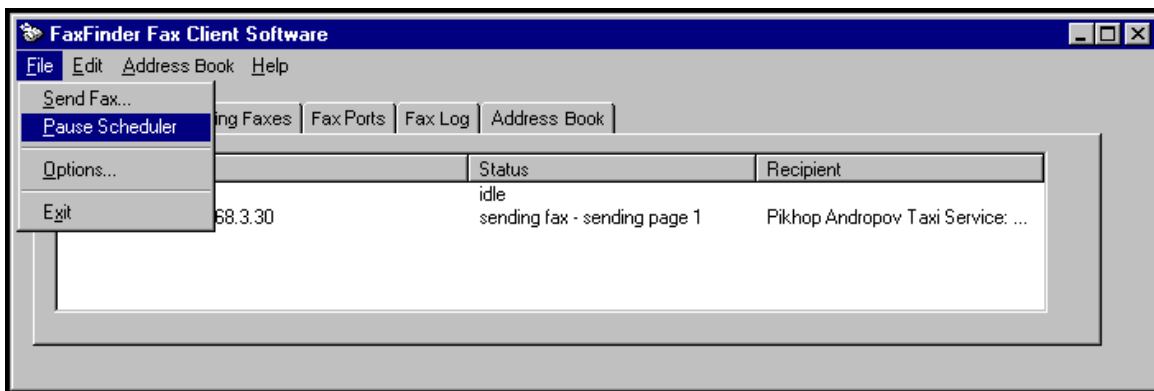 FaxFinder Fax Client Software
File Edit Address Book Help
Send Fax...
Pause Scheduler
Options...
Exit
ing Faxes Fax Ports Fax Log Address Book
Status Recipient
idle
68.3.30 sending fax - sending page 1 Pikhop Andropov Taxi Service: ...